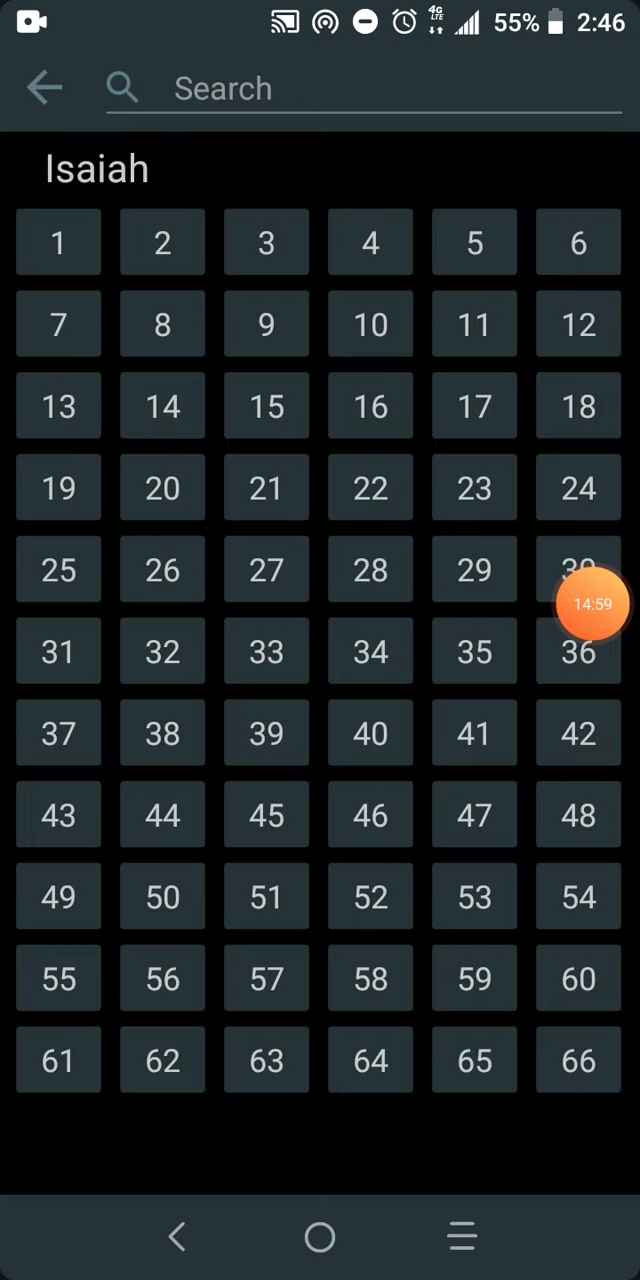 4G LTE 55% 2:46
Search
Isaiah
1 2 3 4 5 6
7 8 9 10 11 12
13 14 15 16 17 18
19 20 21 22 23 24
25 26 27 28 29 30
14:59
31 32 33 34 35 36
37 38 39 40 41 42
43 44 45 46 47 48
49 50 51 52 53 54
55 56 57 58 59 60
61 62 63 64 65 66